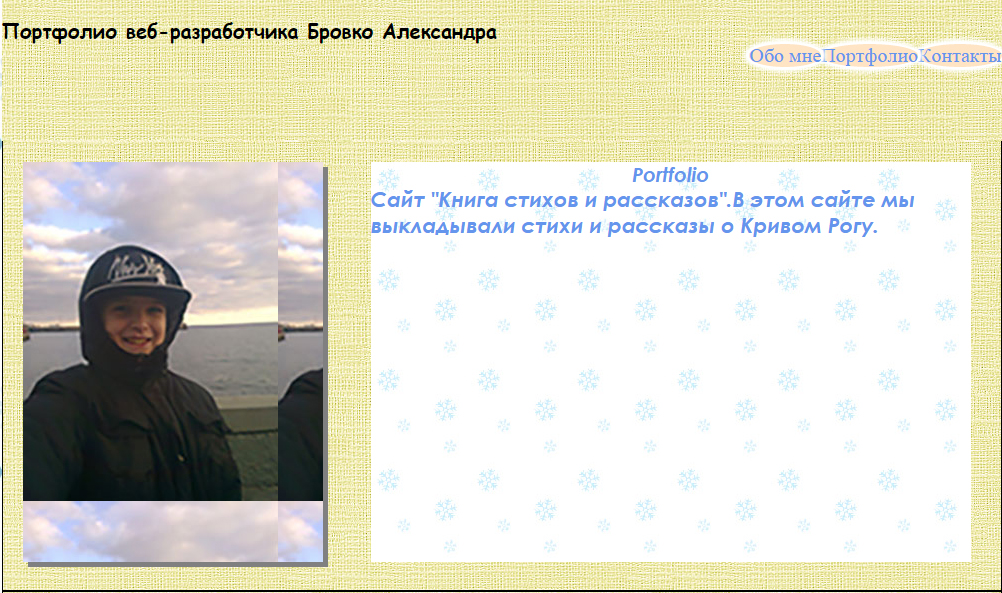 Портфолио веб-разработчика Бровко Александра
Обо мне Портфолио Контакты
Portfolio
Сайт "Книга стихов и рассказов".В этом сайте мы
выкладывали стихи и рассказы о Кривом Рогу.